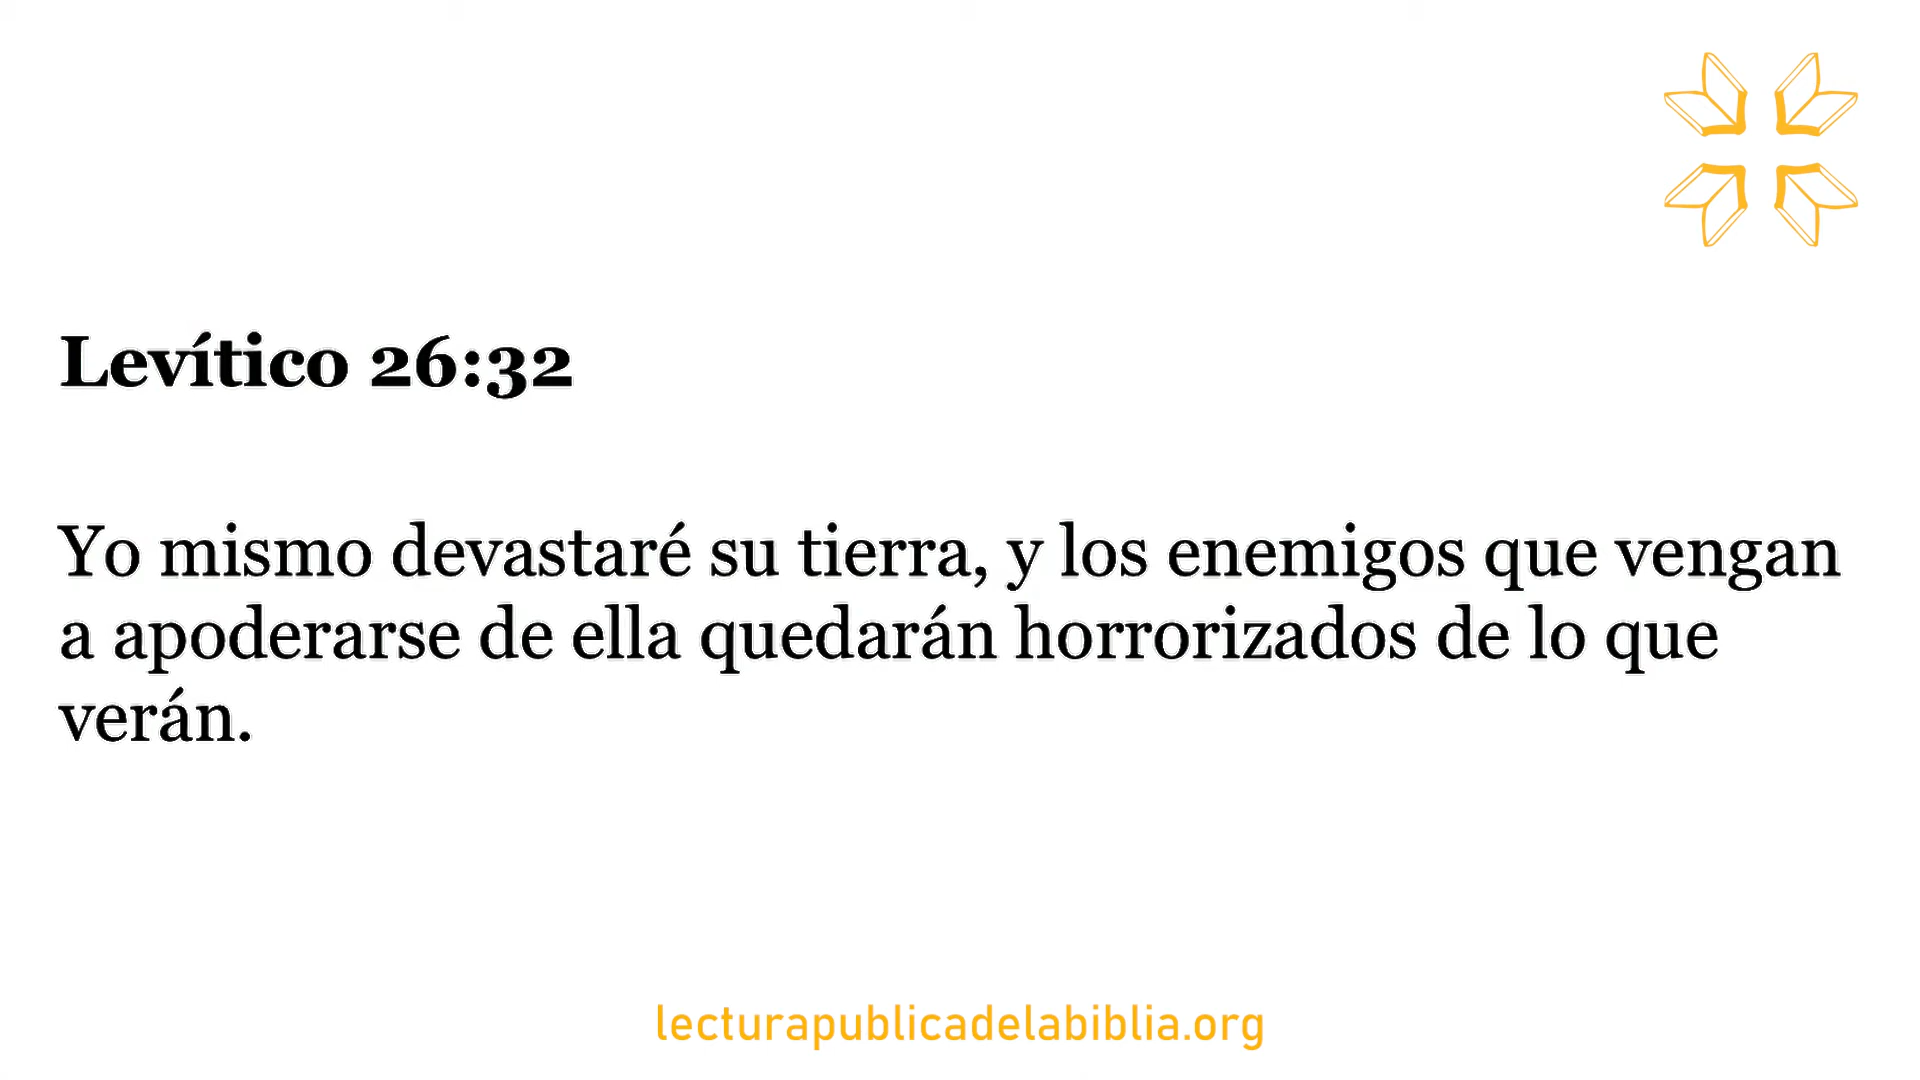 Levítico 26:32
Yo mismo devastaré su tierra, y los enemigos que vengan
a apoderarse de ella quedarán horrorizados de lo que
verán.
lecturapublicadelabiblia.org